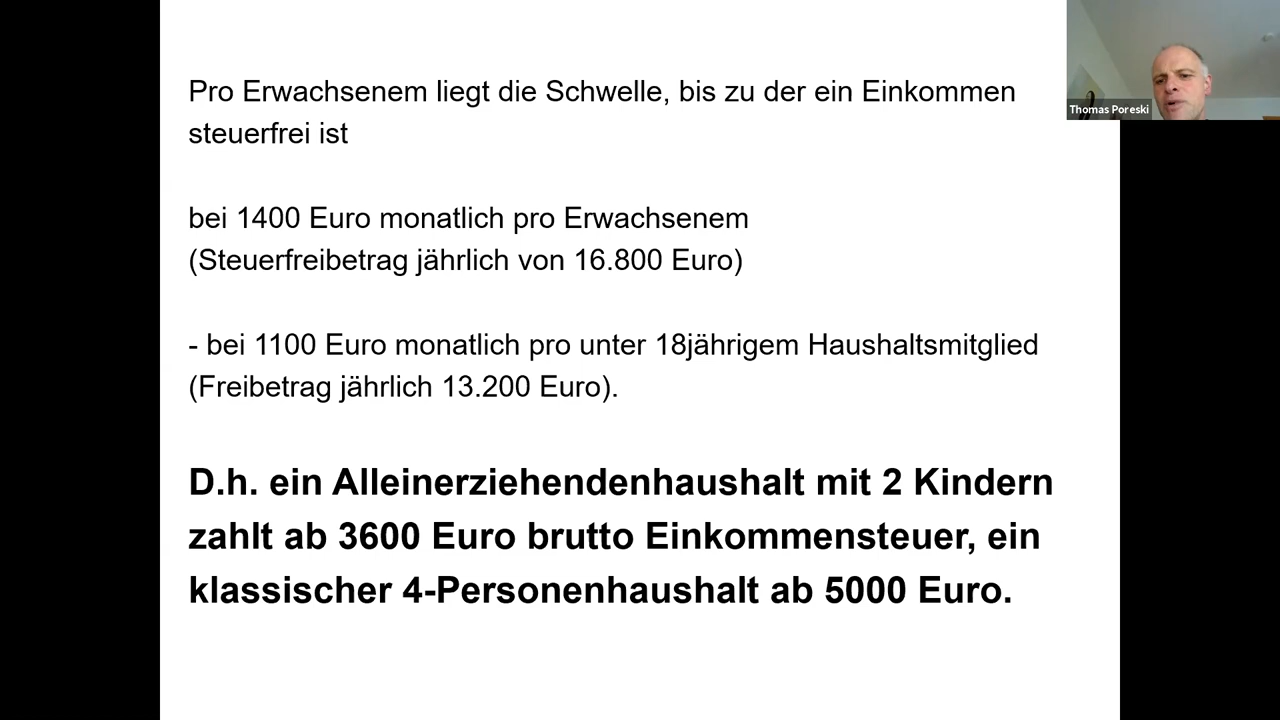 Pro Erwachsenem liegt die Schwelle, bis zu der ein Einkommen
steuerfrei ist
bei 1400 Euro monatlich pro Erwachsenem
(Steuerfreibetrag jährlich von 16.800 Euro)
- bei 1100 Euro monatlich pro unter 18jährigem Haushaltsmitglied
(Freibetrag jährlich 13.200 Euro).
D.h. ein Alleinerziehendenhaushalt mit 2 Kindern
zahlt ab 3600 Euro brutto Einkommensteuer, ein
klassischer 4-Personenhaushalt ab 5000 Euro.
Thomas Poreski